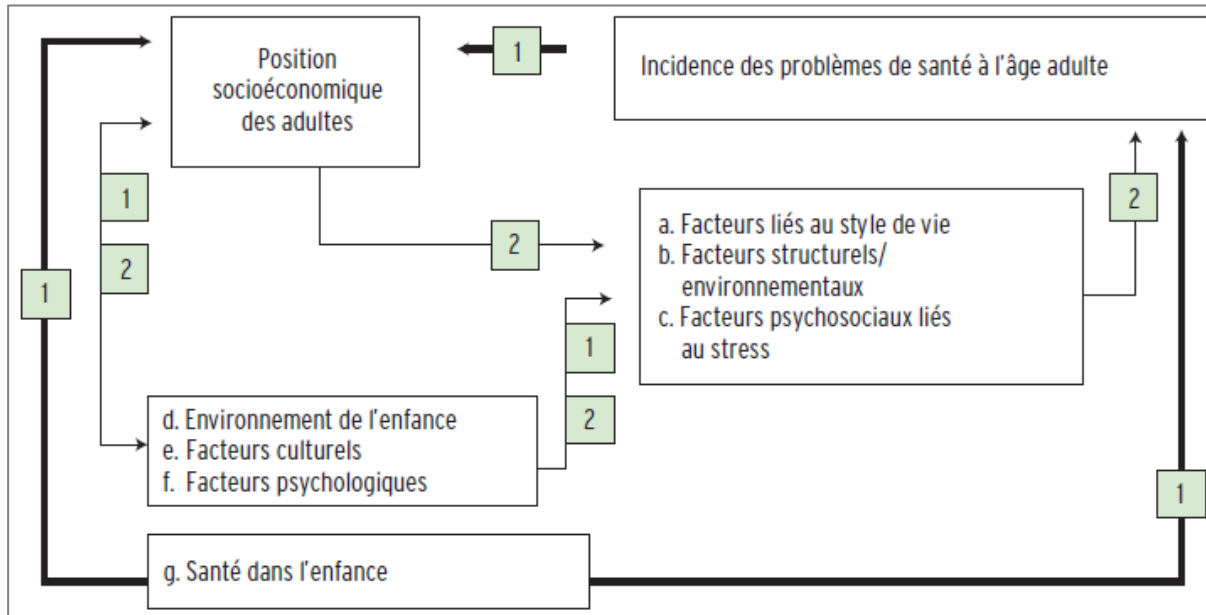 Position
socioéconomique
des adultes
1
Incidence des problèmes de santé à l'âge adulte
1
2
1
2
a. Facteurs liés au style de vie
b. Facteurs structurels/
environnementaux
c. Facteurs psychosociaux liés
au stress
2
1
2
d. Environnement de l'enfance
e. Facteurs culturels
f. Facteurs psychologiques
1
g. Santé dans l'enfance